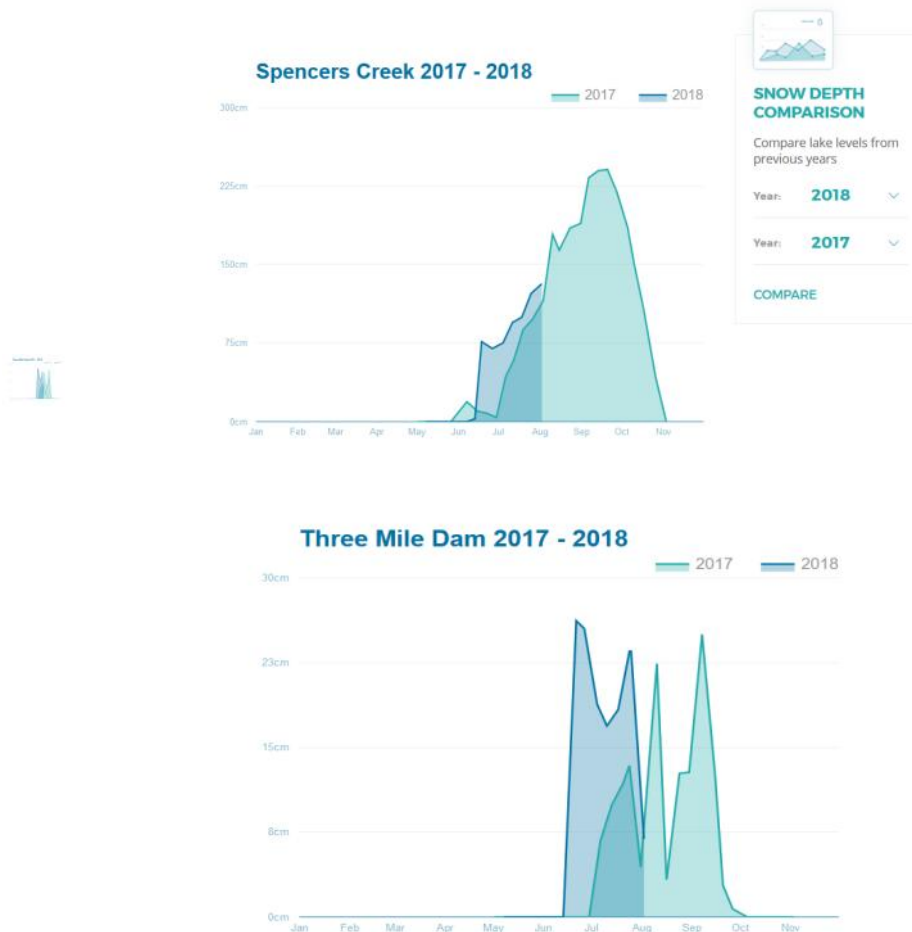 Spencers Creek 2017 - 2018
2017 2018
300cm
225cm
150cm
75cm
0cm
Jan Feb Mar Apr May Jun Jul Aug Sep Oct Nov
SNOW DEPTH
COMPARISON
Compare lake levels from
previous years
Year: 2018
Year: 2017
COMPARE
Three Mile Dam 2017 - 2018
2017 2018
30cm
23cm
15cm
8cm
0cm
Jan Feb Mar Apr May Jun Jul Aug Sep Oct Nov